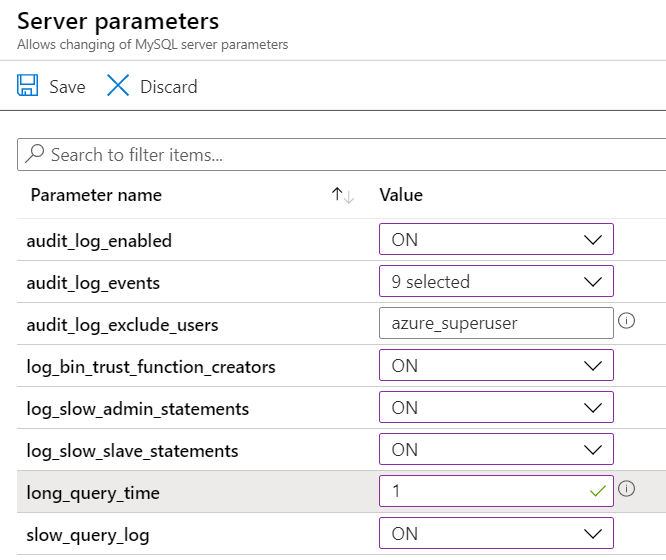 Server parameters
Allows changing of MySQL server parameters
Save Discard
Search to filter items...
Parameter name Value
audit_log_enabled ON
audit_log_events 9 selected
audit_log_exclude_users azure_superuser
log_bin_trust_function_creators ON
log_slow_admin_statements ON
log_slow_slave_statements ON
long_query_time 1
slow_query_log ON